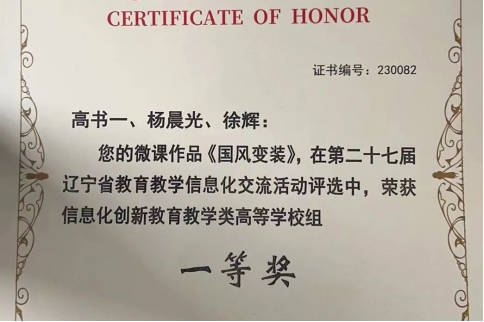 CERTIFICATE OF HONOR
证书编号：230082
高书一、杨晨光、徐辉：
您的微课作品《国风变装》，在第二十七届
辽宁省教育教学信息化交流活动评选中，荣获
信息化创新教育教学类高等学校组
一等奖